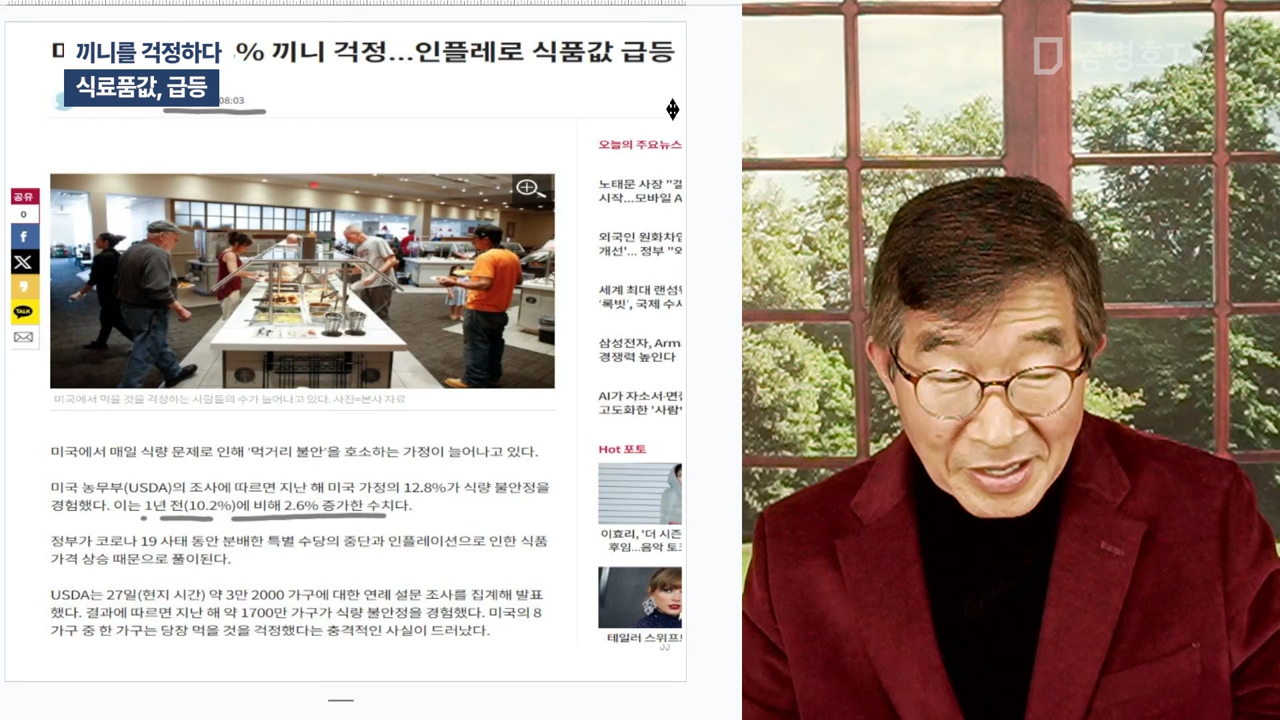 끼니를 걱정하다
% 끼니 걱정...인플레로 식품값 급등
식료품값, 급등
08:03
공병호TV
오늘의 주요뉴스
노태문 사장 "갤
시작...모바일 A
외국인 원화차입
개선'... 정부 "외
세계 최대 랜섬웨
'록빗', 국제 수사
삼성전자, Arm
경쟁력 높인다
AI가 자소서·면접
고도화한 '사람'
Hot 포토
이효리, '더 시즌
후임...음악 토크
테일러 스위프트
공유
0
f
X
TALK
미국에서 먹을 것을 걱정하는 사람들의 수가 늘어나고 있다. 사진=본사 자료
미국에서 매일 식량 문제로 인해 '먹거리 불안'을 호소하는 가정이 늘어나고 있다.
미국 농무부(USDA)의 조사에 따르면 지난 해 미국 가정의 12.8%가 식량 불안정을
경험했다. 이는 1년 전(10.2%)에 비해 2.6% 증가한 수치다.
정부가 코로나 19 사태 동안 분배한 특별 수당의 중단과 인플레이션으로 인한 식품
가격 상승 때문으로 풀이된다.
USDA는 27일(현지 시간) 약 3만 2000 가구에 대한 연례 설문 조사를 집계해 발표
했다. 결과에 따르면 지난 해 약 1700만 가구가 식량 불안정을 경험했다. 미국의 8
가구 중 한 가구는 당장 먹을 것을 걱정했다는 충격적인 사실이 드러났다.